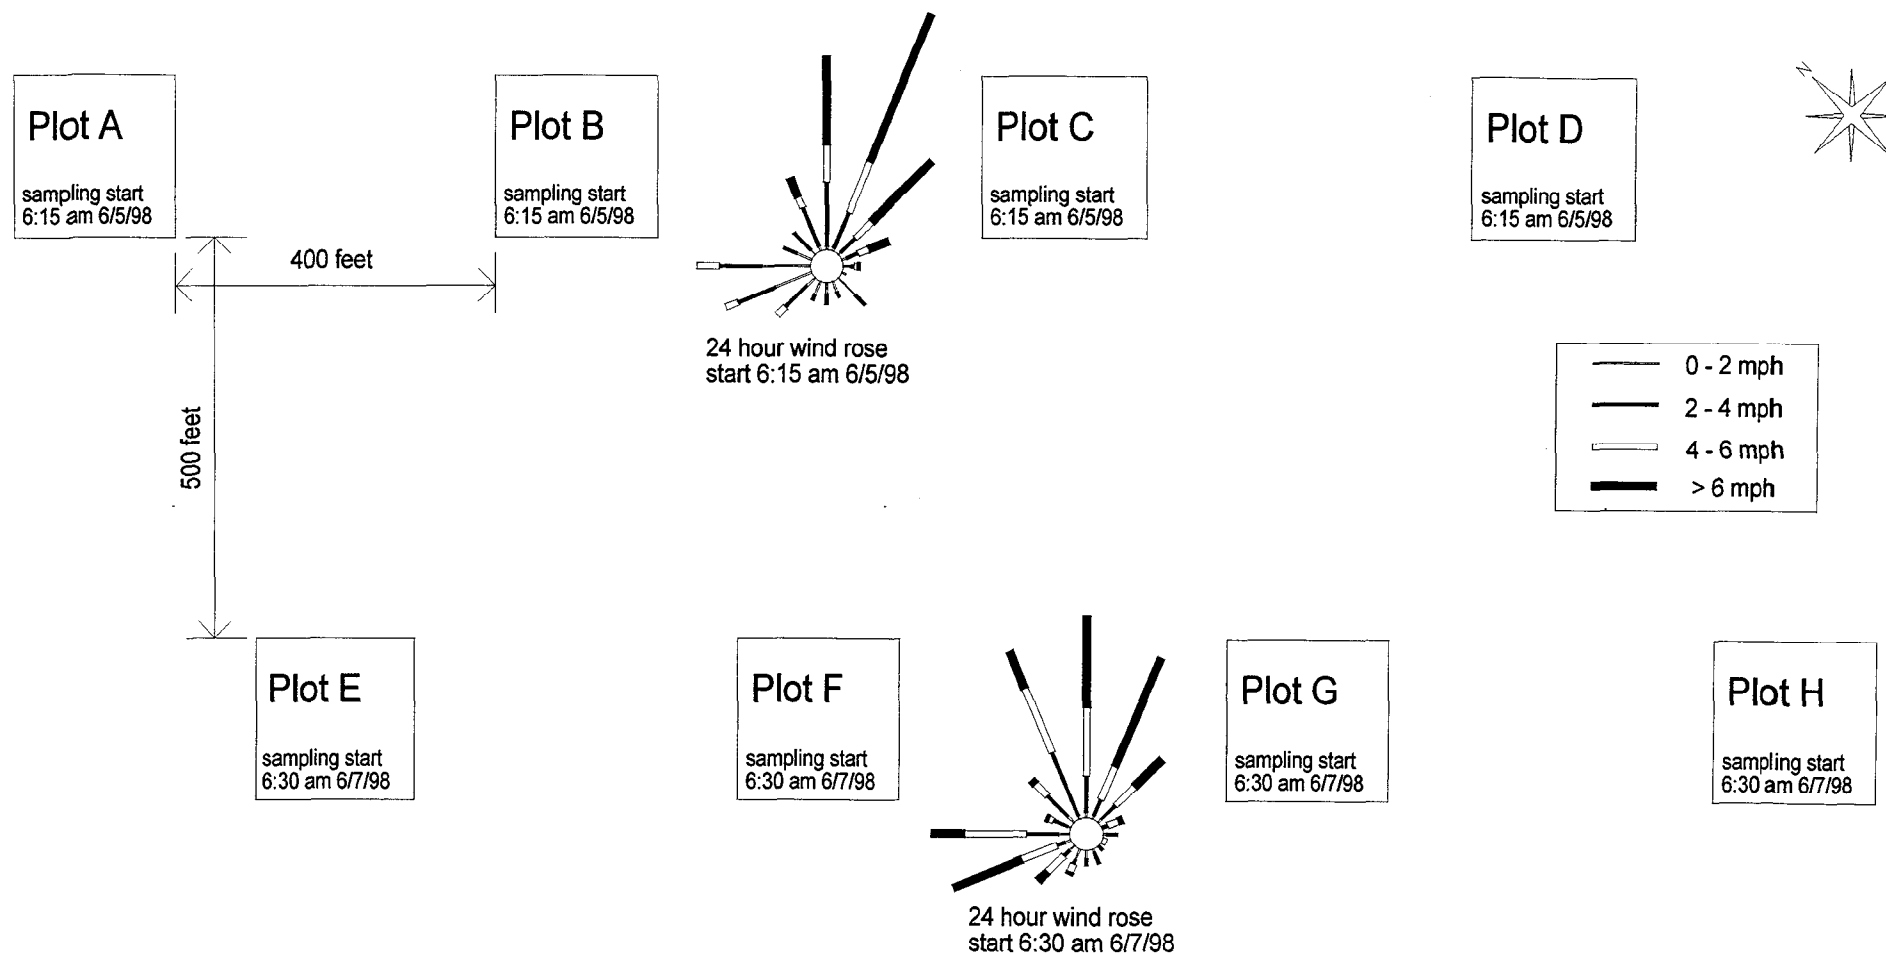 Plot A
sampling start
6:15 am 6/5/98
Plot B
sampling start
6:15 am 6/5/98
Plot C
sampling start
6:15 am 6/5/98
Plot D
sampling start
6:15 am 6/5/98
N
400 feet
500 feet
24 hour wind rose
start 6:15 am 6/5/98
0 - 2 mph
2 - 4 mph
4 - 6 mph
> 6 mph
Plot E
sampling start
6:30 am 6/7/98
Plot F
sampling start
6:30 am 6/7/98
Plot G
sampling start
6:30 am 6/7/98
Plot H
sampling start
6:30 am 6/7/98
24 hour wind rose
start 6:30 am 6/7/98